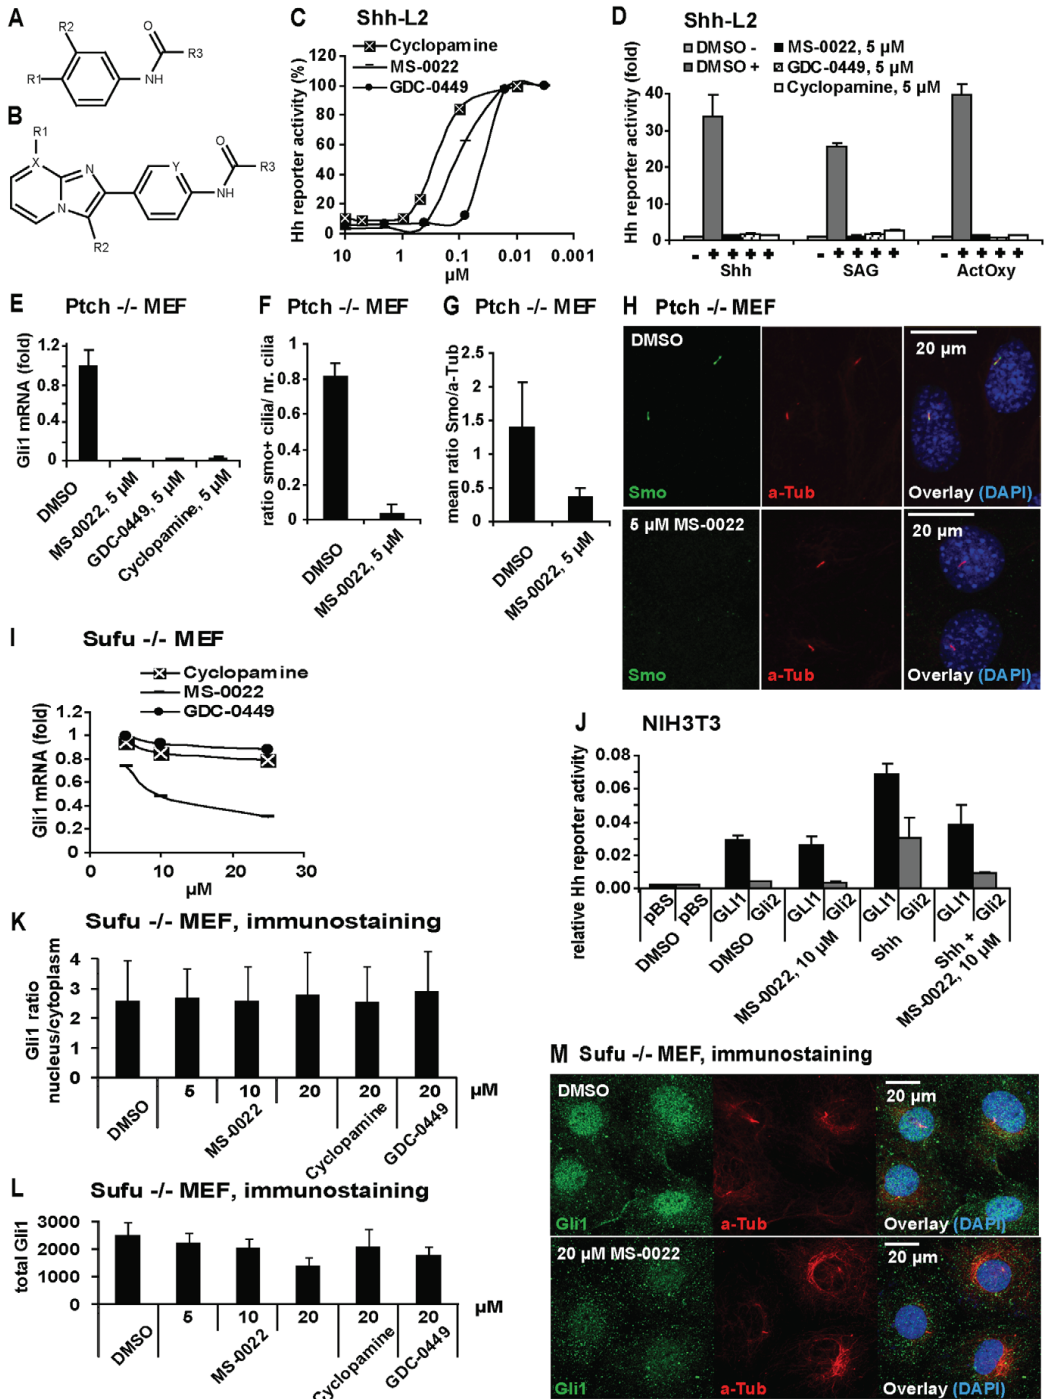 A
R2
R1
O
NH
R3
B
R1
X
N
N
R2
Y
O
NH
R3
C Shh-L2
Cyclopamine
MS-0022
GDC-0449
Hh reporter activity (%)
120
100
80
60
40
20
0
10 1 0.1 0.01 0.001
µM
D Shh-L2
DMSO - MS-0022, 5 µM
DMSO + GDC-0449, 5 µM
Cyclopamine, 5 µM
Hh reporter activity (fold)
40
30
20
10
0
- + + + + - + + + + - + + + +
Shh SAG ActOxy
E Ptch -/- MEF
Gli1 mRNA (fold)
1.2
1
0.8
0.6
0.4
0.2
0
DMSO
MS-0022, 5 µM
GDC-0449, 5 µM
Cyclopamine, 5 µM
F Ptch -/- MEF
ratio smo+ cilia/ nr. cilia
1
0.8
0.6
0.4
0.2
0
DMSO
MS-0022, 5 µM
G Ptch -/- MEF
mean ratio Smo/a-Tub
2.5
2
1.5
1
0.5
0
DMSO
MS-0022, 5 µM
H Ptch -/- MEF
DMSO
20 µm
Smo a-Tub Overlay (DAPI)
5 µM MS-0022
20 µm
Smo a-Tub Overlay (DAPI)
I Sufu -/- MEF
Cyclopamine
MS-0022
GDC-0449
Gli1 mRNA (fold)
1.2
1
0.8
0.6
0.4
0.2
0
0 10 20 30
µM
J NIH3T3
relative Hh reporter activity
0.08
0.06
0.04
0.02
0.00
pBS pBS GLI1 Gli2 GLI1 Gli2 GLI1 Gli2 GLI1 Gli2
DMSO
DMSO
MS-0022, 10 µM
Shh
Shh +
MS-0022, 10 µM
K Sufu -/- MEF, immunostaining
Gli1 ratio
nucleus/cytoplasm
4
3
2
1
0
5 10 20 20 20 µM
DMSO
MS-0022
Cyclopamine
GDC-0449
L Sufu -/- MEF, immunostaining
total Gli1
3000
2000
1000
0
5 10 20 20 20 µM
DMSO
MS-0022
Cyclopamine
GDC-0449
M Sufu -/- MEF, immunostaining
DMSO
20 µm
Gli1 a-Tub Overlay (DAPI)
20 µM MS-0022
20 µm
Gli1 a-Tub Overlay (DAPI)